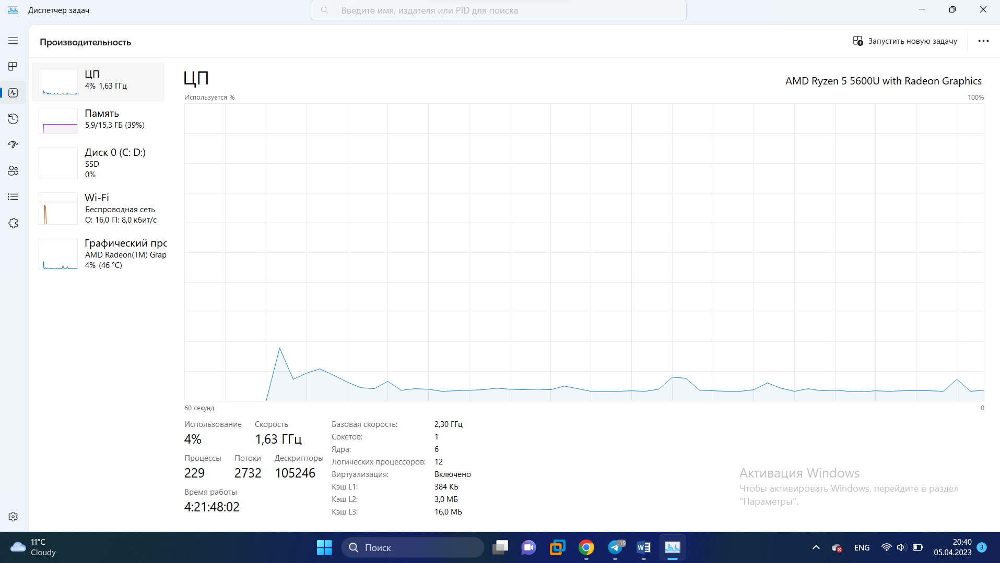 Диспетчер задач
Введите имя, издателя или PID для поиска
Производительность
Запустить новую задачу
ЦП
4% 1,63 ГГц
Память
5,9/15,3 ГБ (39%)
Диск 0 (C: D:)
SSD
0%
Wi-Fi
Беспроводная сеть
О: 16,0 П: 8,0 кбит/с
Графический прс
AMD Radeon(TM) Grap
4% (46 °C)
ЦП
AMD Ryzen 5 5600U with Radeon Graphics
Используется %
100%
60 секунд
0
Использование
4%
Скорость
1,63 ГГц
Процессы
229
Потоки
2732
Дескрипторы
105246
Время работы
4:21:48:02
Базовая скорость: 2,30 ГГц
Сокетов: 1
Ядра: 6
Логических процессоров: 12
Виртуализация: Включено
Кэш L1: 384 КБ
Кэш L2: 3,0 МБ
Кэш L3: 16,0 МБ
Активация Windows
Чтобы активировать Windows, перейдите в раздел
"Параметры".
11°C
Cloudy
Поиск
..15
W
ENG
20:40
05.04.2023
3